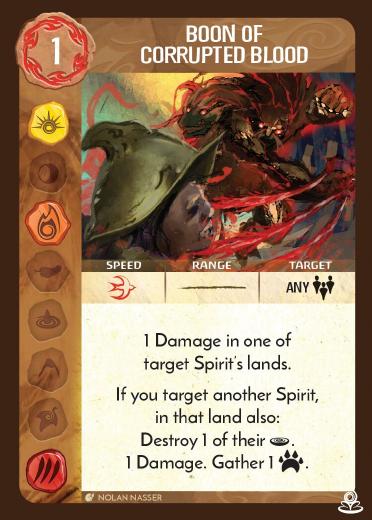 1
BOON OF
CORRUPTED BLOOD
SPEED RANGE TARGET
ANY
1 Damage in one of
target Spirit's lands.
If you target another Spirit,
in that land also:
Destroy 1 of their .
1 Damage. Gather 1 .
NOLAN NASSER